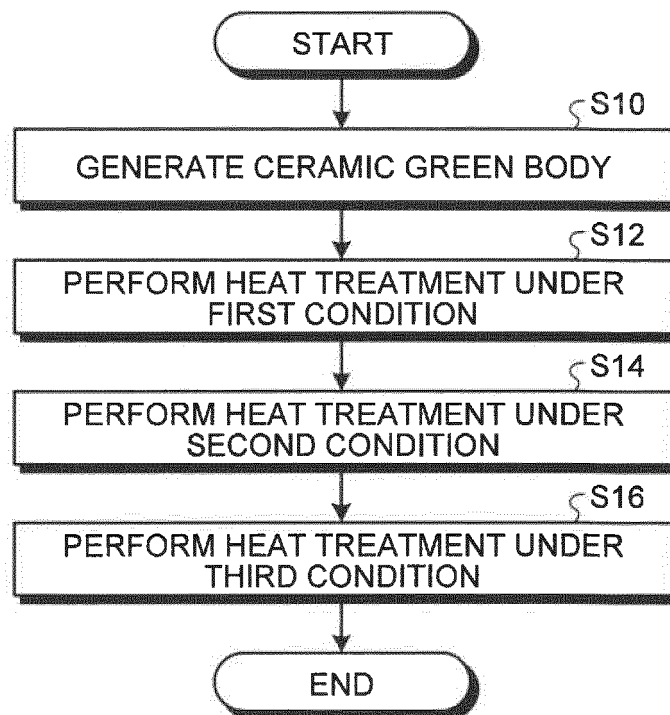 START
S10
GENERATE CERAMIC GREEN BODY
S12
PERFORM HEAT TREATMENT UNDER
FIRST CONDITION
S14
PERFORM HEAT TREATMENT UNDER
SECOND CONDITION
S16
PERFORM HEAT TREATMENT UNDER
THIRD CONDITION
END